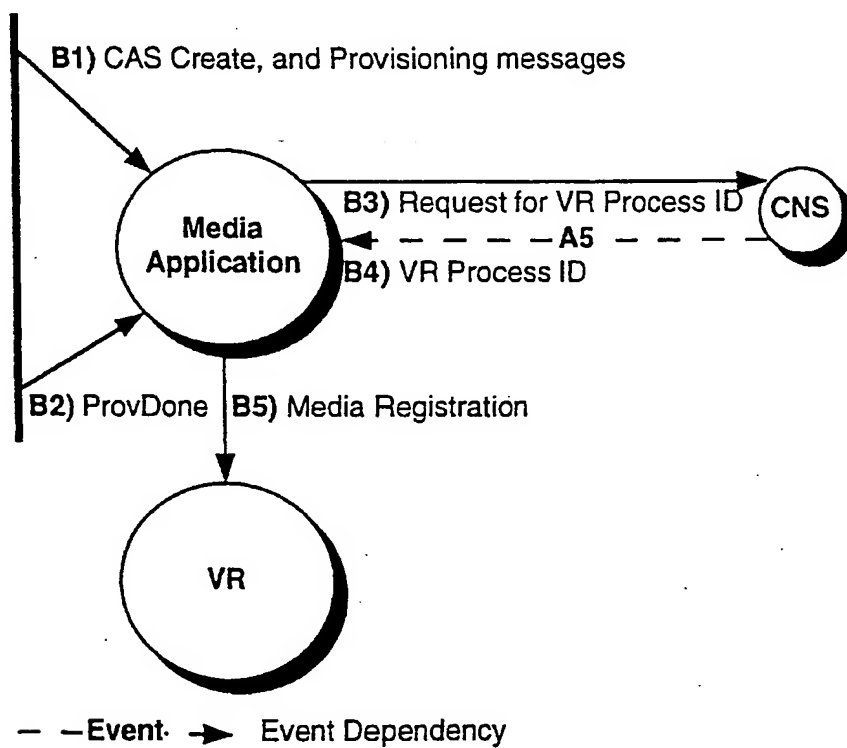 B1) CAS Create, and Provisioning messages
Media
Application
B3) Request for VR Process ID
CNS
A5
B4) VR Process ID
B2) ProvDone
B5) Media Registration
VR
Event
Event Dependency